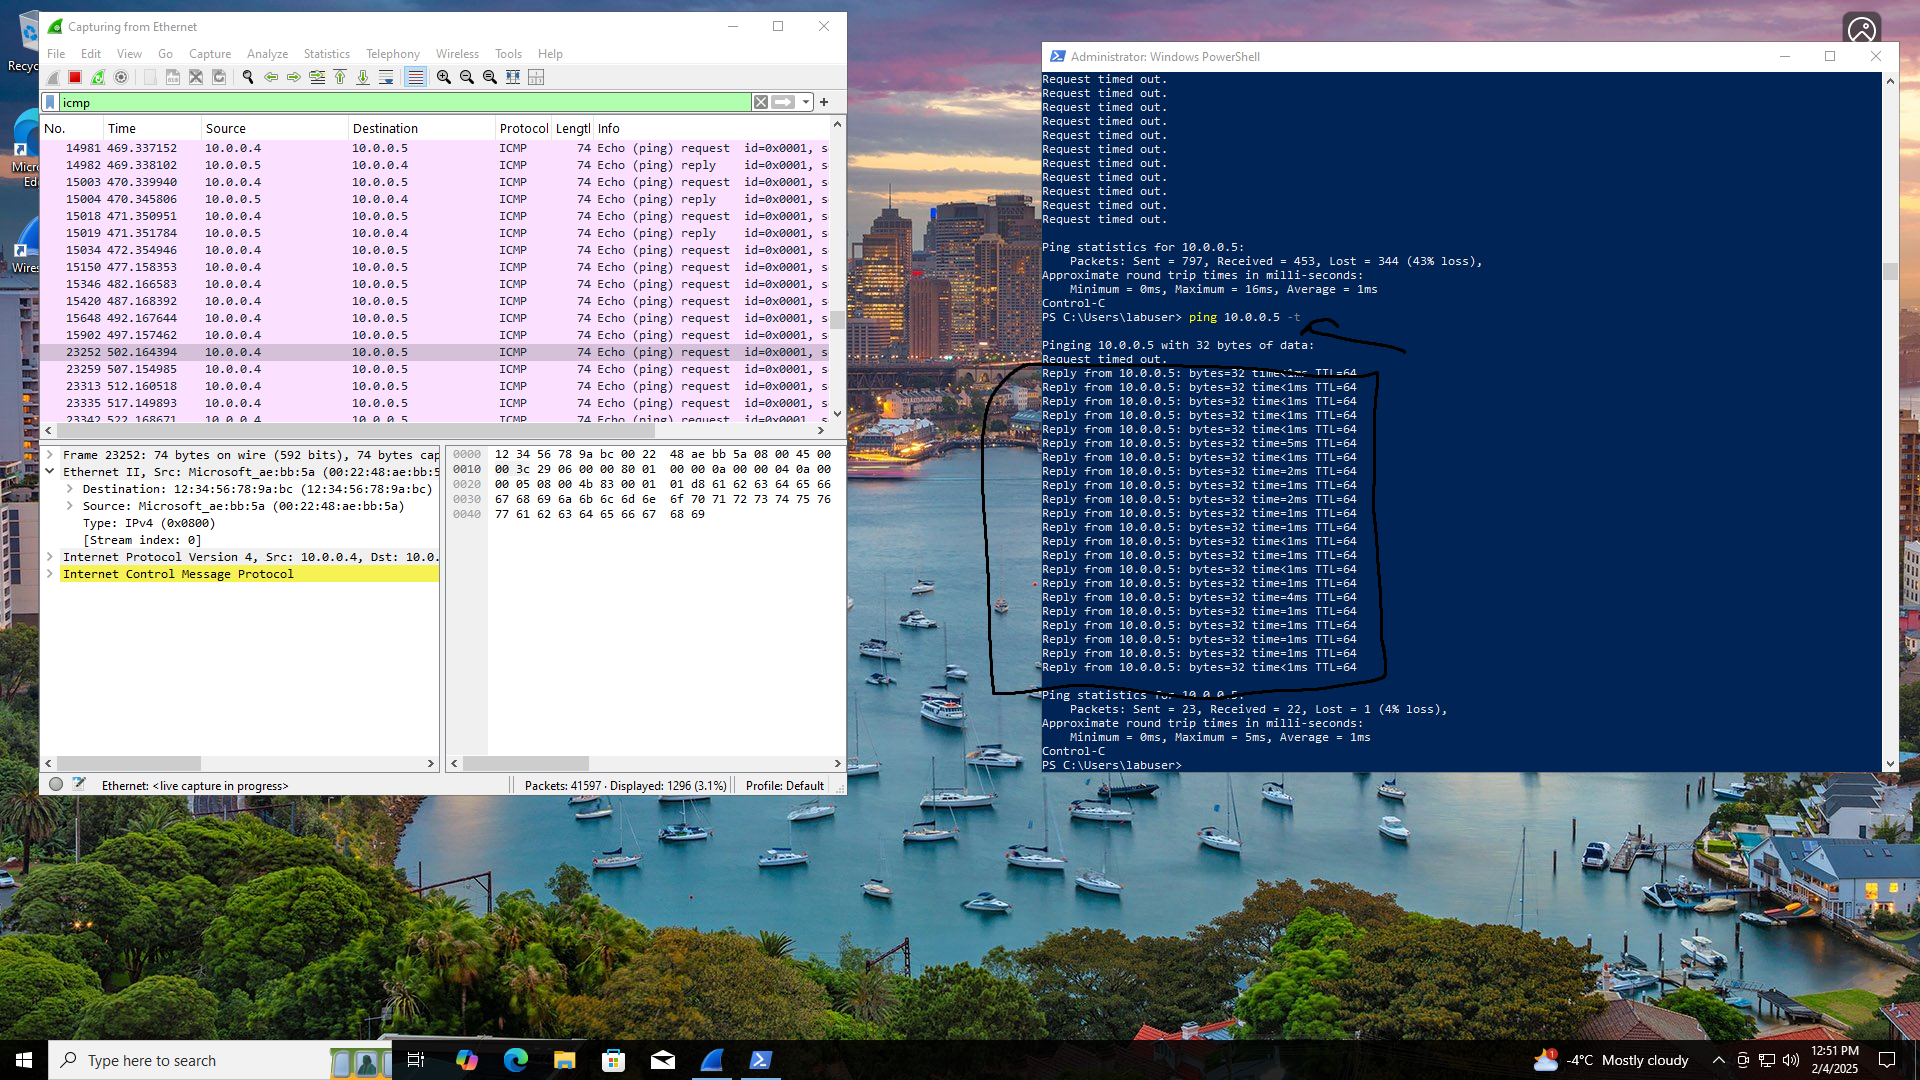 Recyc
Micro
Ed
Wires
Capturing from Ethernet
File Edit View Go Capture Analyze Statistics Telephony Wireless Tools Help
icmp
No. Time Source Destination Protocol Lengtl Info
14981 469.337152 10.0.0.4 10.0.0.5 ICMP 74 Echo (ping) request id=0x0001, s
14982 469.338102 10.0.0.5 10.0.0.4 ICMP 74 Echo (ping) reply id=0x0001, s
15003 470.339940 10.0.0.4 10.0.0.5 ICMP 74 Echo (ping) request id=0x0001, s
15004 470.345806 10.0.0.5 10.0.0.4 ICMP 74 Echo (ping) reply id=0x0001, s
15018 471.350951 10.0.0.4 10.0.0.5 ICMP 74 Echo (ping) request id=0x0001, s
15019 471.351784 10.0.0.5 10.0.0.4 ICMP 74 Echo (ping) reply id=0x0001, s
15034 472.354946 10.0.0.4 10.0.0.5 ICMP 74 Echo (ping) request id=0x0001, s
15150 477.158353 10.0.0.4 10.0.0.5 ICMP 74 Echo (ping) request id=0x0001, s
15346 482.166583 10.0.0.4 10.0.0.5 ICMP 74 Echo (ping) request id=0x0001, s
15420 487.168392 10.0.0.4 10.0.0.5 ICMP 74 Echo (ping) request id=0x0001, s
15648 492.167644 10.0.0.4 10.0.0.5 ICMP 74 Echo (ping) request id=0x0001, s
15902 497.157462 10.0.0.4 10.0.0.5 ICMP 74 Echo (ping) request id=0x0001, s
23252 502.164394 10.0.0.4 10.0.0.5 ICMP 74 Echo (ping) request id=0x0001, s
23259 507.154985 10.0.0.4 10.0.0.5 ICMP 74 Echo (ping) request id=0x0001, s
23313 512.160518 10.0.0.4 10.0.0.5 ICMP 74 Echo (ping) request id=0x0001, s
23335 517.149893 10.0.0.4 10.0.0.5 ICMP 74 Echo (ping) request id=0x0001, s
23342 522.168671 10.0.0.4 10.0.0.5 ICMP 74 Echo (ping) request id=0x0001, s
Frame 23252: 74 bytes on wire (592 bits), 74 bytes cap
Ethernet II, Src: Microsoft_ae:bb:5a (00:22:48:ae:bb:5
Destination: 12:34:56:78:9a:bc (12:34:56:78:9a:bc)
Source: Microsoft_ae:bb:5a (00:22:48:ae:bb:5a)
Type: IPv4 (0x0800)
[Stream index: 0]
Internet Protocol Version 4, Src: 10.0.0.4, Dst: 10.0.
Internet Control Message Protocol
0000 12 34 56 78 9a bc 00 22 48 ae bb 5a 08 00 45 00
0010 00 3c 29 06 00 00 80 01 00 00 0a 00 00 04 0a 00
0020 00 05 08 00 4b 83 00 01 01 d8 61 62 63 64 65 66
0030 67 68 69 6a 6b 6c 6d 6e 6f 70 71 72 73 74 75 76
0040 77 61 62 63 64 65 66 67 68 69
Ethernet: <live capture in progress> Packets: 41597 · Displayed: 1296 (3.1%) Profile: Default
Administrator: Windows PowerShell
Request timed out.
Request timed out.
Request timed out.
Request timed out.
Request timed out.
Request timed out.
Request timed out.
Request timed out.
Request timed out.
Request timed out.
Request timed out.
Ping statistics for 10.0.0.5:
Packets: Sent = 797, Received = 453, Lost = 344 (43% loss),
Approximate round trip times in milli-seconds:
Minimum = 0ms, Maximum = 16ms, Average = 1ms
Control-C
PS C:\Users\labuser> ping 10.0.0.5 -t
Pinging 10.0.0.5 with 32 bytes of data:
Request timed out.
Reply from 10.0.0.5: bytes=32 time<1ms TTL=64
Reply from 10.0.0.5: bytes=32 time<1ms TTL=64
Reply from 10.0.0.5: bytes=32 time<1ms TTL=64
Reply from 10.0.0.5: bytes=32 time<1ms TTL=64
Reply from 10.0.0.5: bytes=32 time<1ms TTL=64
Reply from 10.0.0.5: bytes=32 time=5ms TTL=64
Reply from 10.0.0.5: bytes=32 time<1ms TTL=64
Reply from 10.0.0.5: bytes=32 time=2ms TTL=64
Reply from 10.0.0.5: bytes=32 time=1ms TTL=64
Reply from 10.0.0.5: bytes=32 time=2ms TTL=64
Reply from 10.0.0.5: bytes=32 time=1ms TTL=64
Reply from 10.0.0.5: bytes=32 time=1ms TTL=64
Reply from 10.0.0.5: bytes=32 time<1ms TTL=64
Reply from 10.0.0.5: bytes=32 time=1ms TTL=64
Reply from 10.0.0.5: bytes=32 time<1ms TTL=64
Reply from 10.0.0.5: bytes=32 time=1ms TTL=64
Reply from 10.0.0.5: bytes=32 time=4ms TTL=64
Reply from 10.0.0.5: bytes=32 time=1ms TTL=64
Reply from 10.0.0.5: bytes=32 time=1ms TTL=64
Reply from 10.0.0.5: bytes=32 time<1ms TTL=64
Reply from 10.0.0.5: bytes=32 time=1ms TTL=64
Reply from 10.0.0.5: bytes=32 time<1ms TTL=64
Ping statistics for 10.0.0.5:
Packets: Sent = 23, Received = 22, Lost = 1 (4% loss),
Approximate round trip times in milli-seconds:
Minimum = 0ms, Maximum = 5ms, Average = 1ms
Control-C
PS C:\Users\labuser>
Type here to search
1
-4°C Mostly cloudy
12:51 PM
2/4/2025